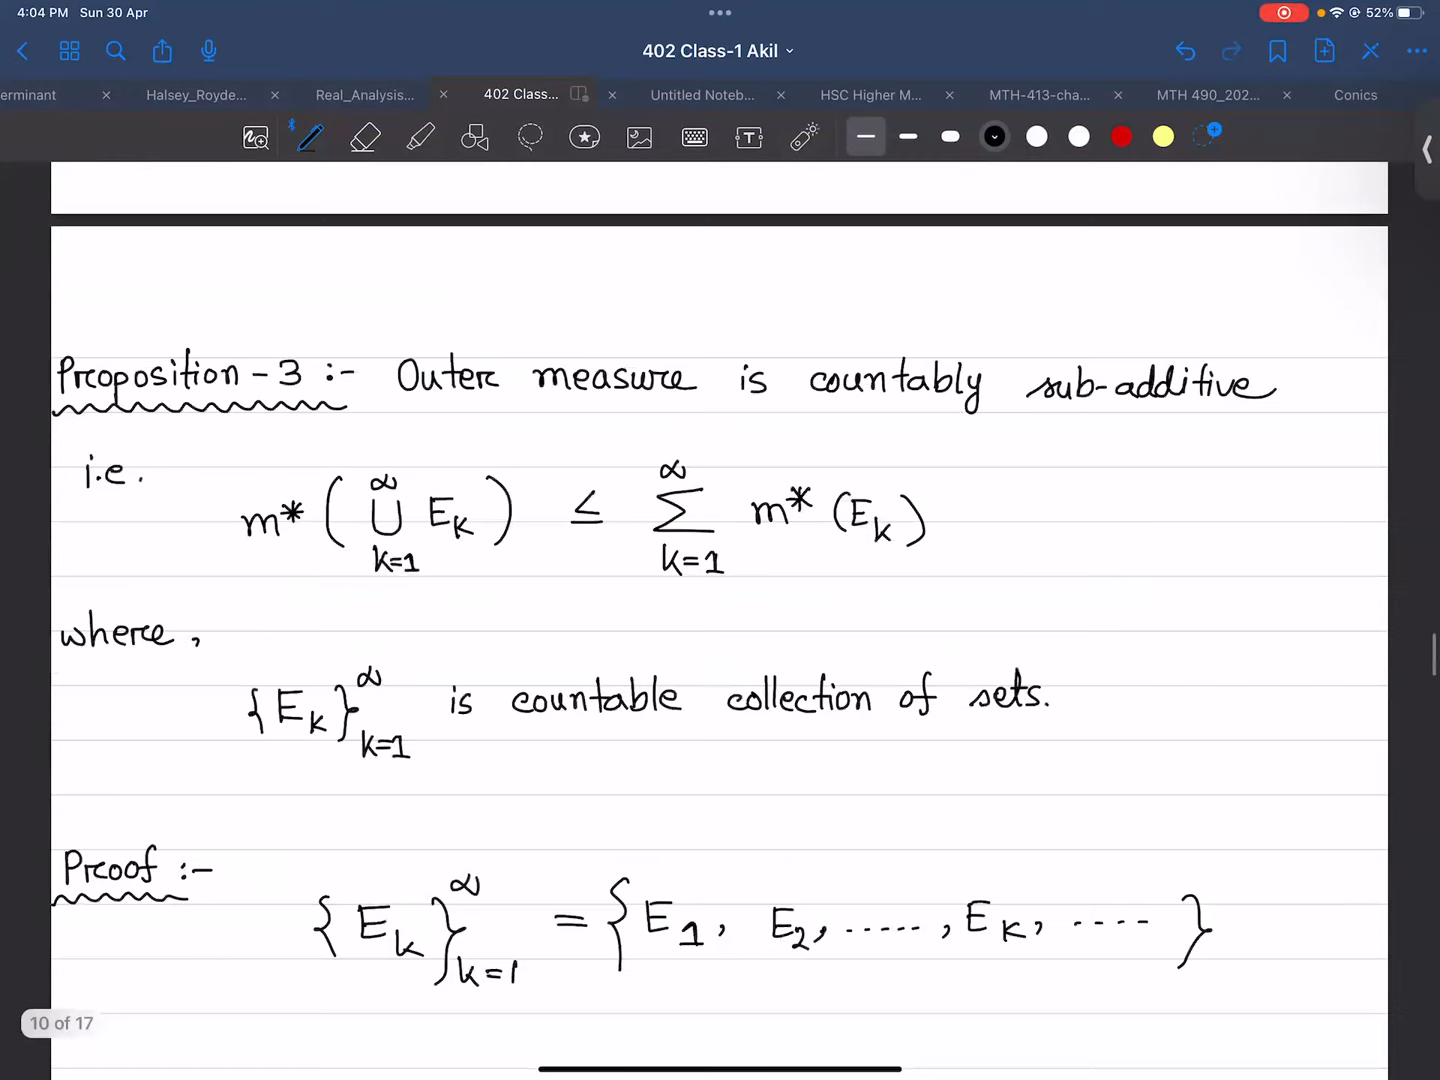 4:04 PM Sun 30 Apr
52%
402 Class-1 Akil
erminant
Halsey_Royde...
Real_Analysis...
402 Class...
Untitled Noteb...
HSC Higher M...
MTH-413-cha...
MTH 490_202...
Conics
Proposition - 3 :- Outer measure is countably sub-additive
i.e.
m* ( ∞ ∪ k=1 E_k ) ≤ ∞ ∑ k=1 m* (E_k)
where,
{E_k}^∞_{k=1} is countable collection of sets.
Proof :-
{E_k}^∞_{k=1} = {E_1, E_2, ....., E_k, .... }
10 of 17